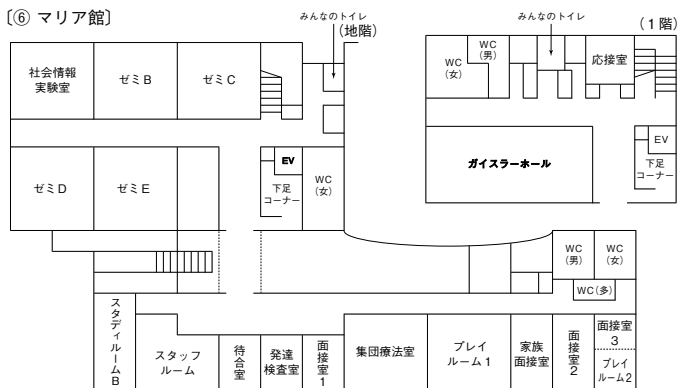 〔⑥ マリア館〕
みんなのトイレ
(地階)
みんなのトイレ
(1階)
社会情報
実験室
ゼミB
ゼミC
WC
(女)
WC
(男)
応接室
EV
下足
コーナー
ガイスラーホール
EV
下足
コーナー
WC
(女)
ゼミD
ゼミE
WC
(男)
WC
(女)
WC(多)
スタディルームB
スタッフ
ルーム
待合室
発達
検査室
面接室1
集団療法室
プレイ
ルーム1
家族
面接室
面接室2
面接室
3
プレイ
ルーム2